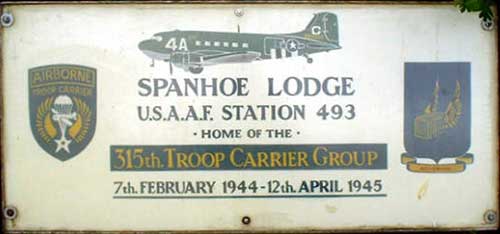 4A
C
SPANHOE LODGE
U.S.A.A.F. STATION 493
· HOME OF THE ·
315th. TROOP CARRIER GROUP
7th. FEBRUARY 1944-12th. APRIL 1945
AIRBORNE
TROOP CARRIER